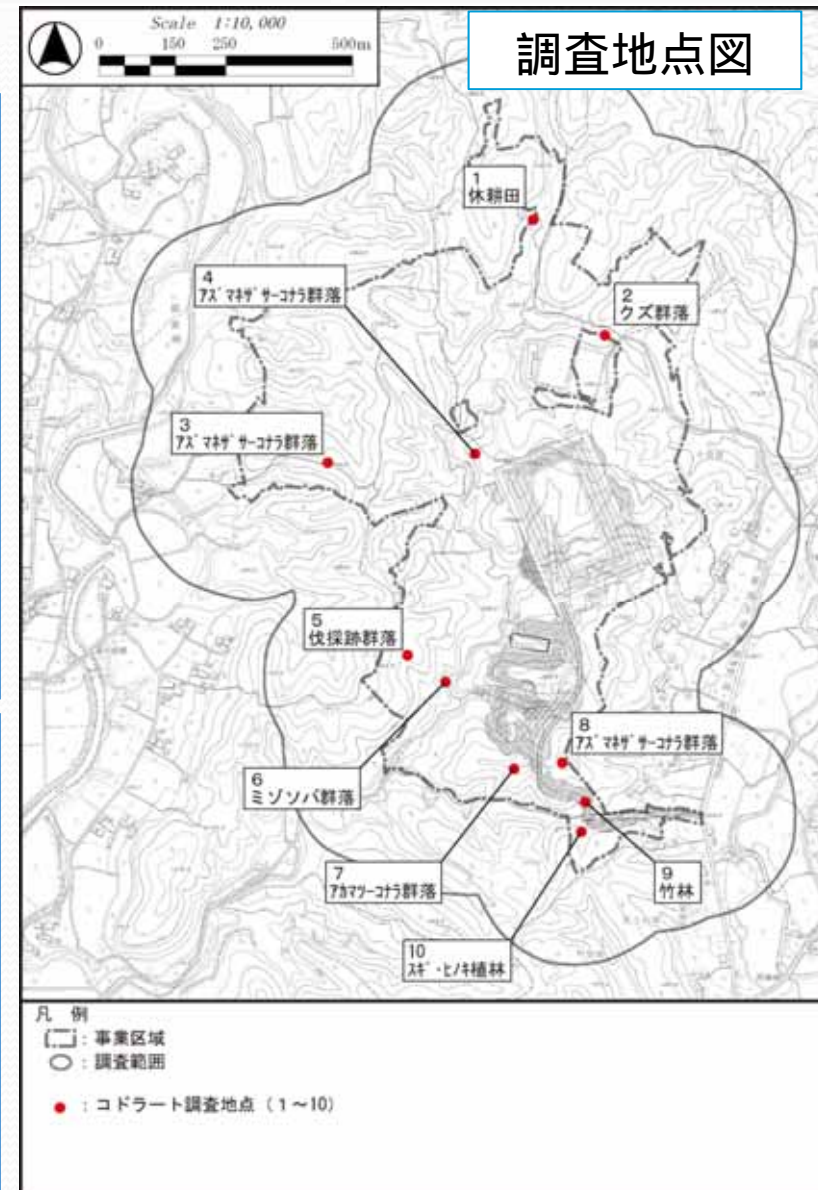 調査地点図
Scale 1:10,000
0 150 250 500m
1
休耕田
2
クズ群落
4
ｱｽﾞﾏﾈｻﾞｻーｺﾅﾗ群落
3
ｱｽﾞﾏﾈｻﾞｻーｺﾅﾗ群落
5
伐採跡群落
6
ミゾソバ群落
8
ｱｽﾞﾏﾈｻﾞｻーｺﾅﾗ群落
7
ｱｶﾏﾂーｺﾅﾗ群落
9
竹林
10
ｽｷﾞ・ﾋﾉｷ植林
凡 例
：事業区域
：調査範囲
：コドラート調査地点（１～10）